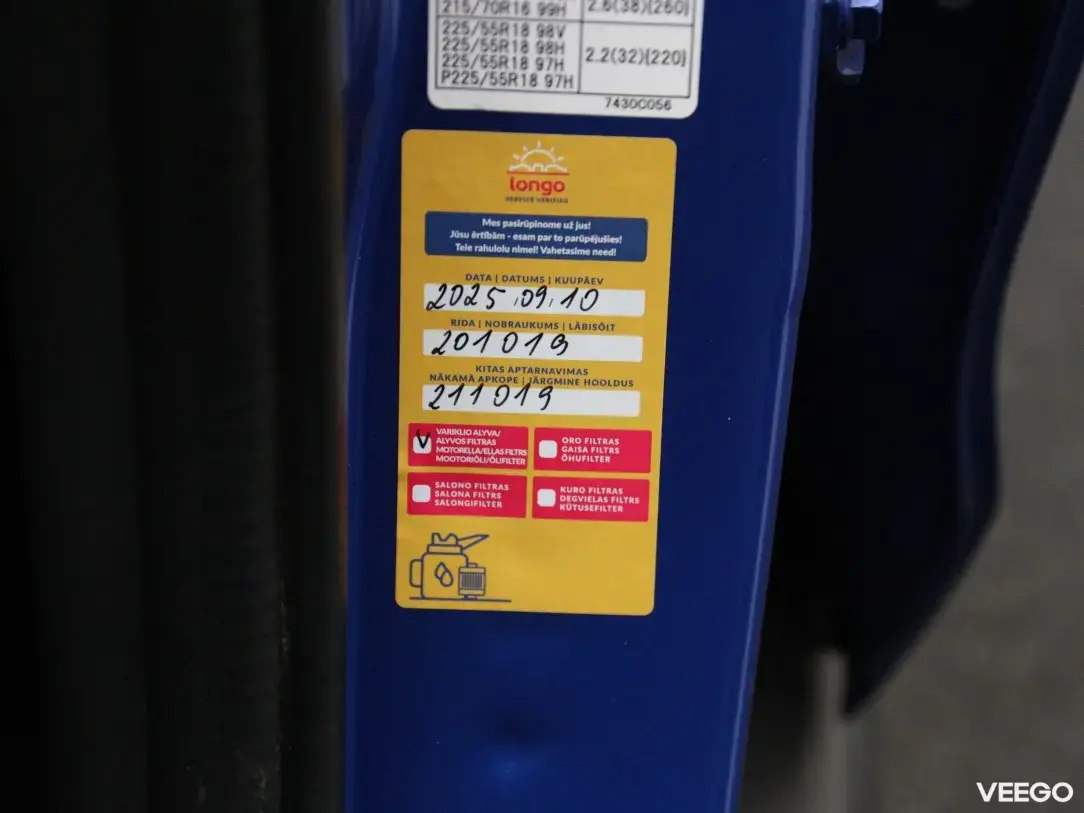 215/70R16 99H
2.6(38){260}
225/55R18 98V
225/55R18 98H
225/55R18 97H
P225/55R18 97H
2.2(32){220}
7430C056
longo
SERVICE VERIFIED
Mes pasirūpinome už jus!
Jūsu ērtībām - esam par to parūpējušies!
Teie rahulolu nimel! Vahetasime need!
DATA | DATUMS | KUUPÄEV
2025.09.10
RIDA | NOBRAUKUMS | LÄBISÕIT
201019
KITAS APTARNAVIMAS
NĀKAMĀ APKOPE | JÄRGMINE HOOLDUS
211019
V
VARIKLIO ALYVA/
ALYVOS FILTRAS
MOTOREĻĻA/EĻĻAS FILTRS
MOOTORIÕLI/ÕLIFILTER
ORO FILTRAS
GAISA FILTRS
ÕHUFILTER
SALONO FILTRAS
SALONA FILTRS
SALONGIFILTER
KURO FILTRAS
DEGVIELAS FILTRS
KÜTUSEFILTER
VEEGO